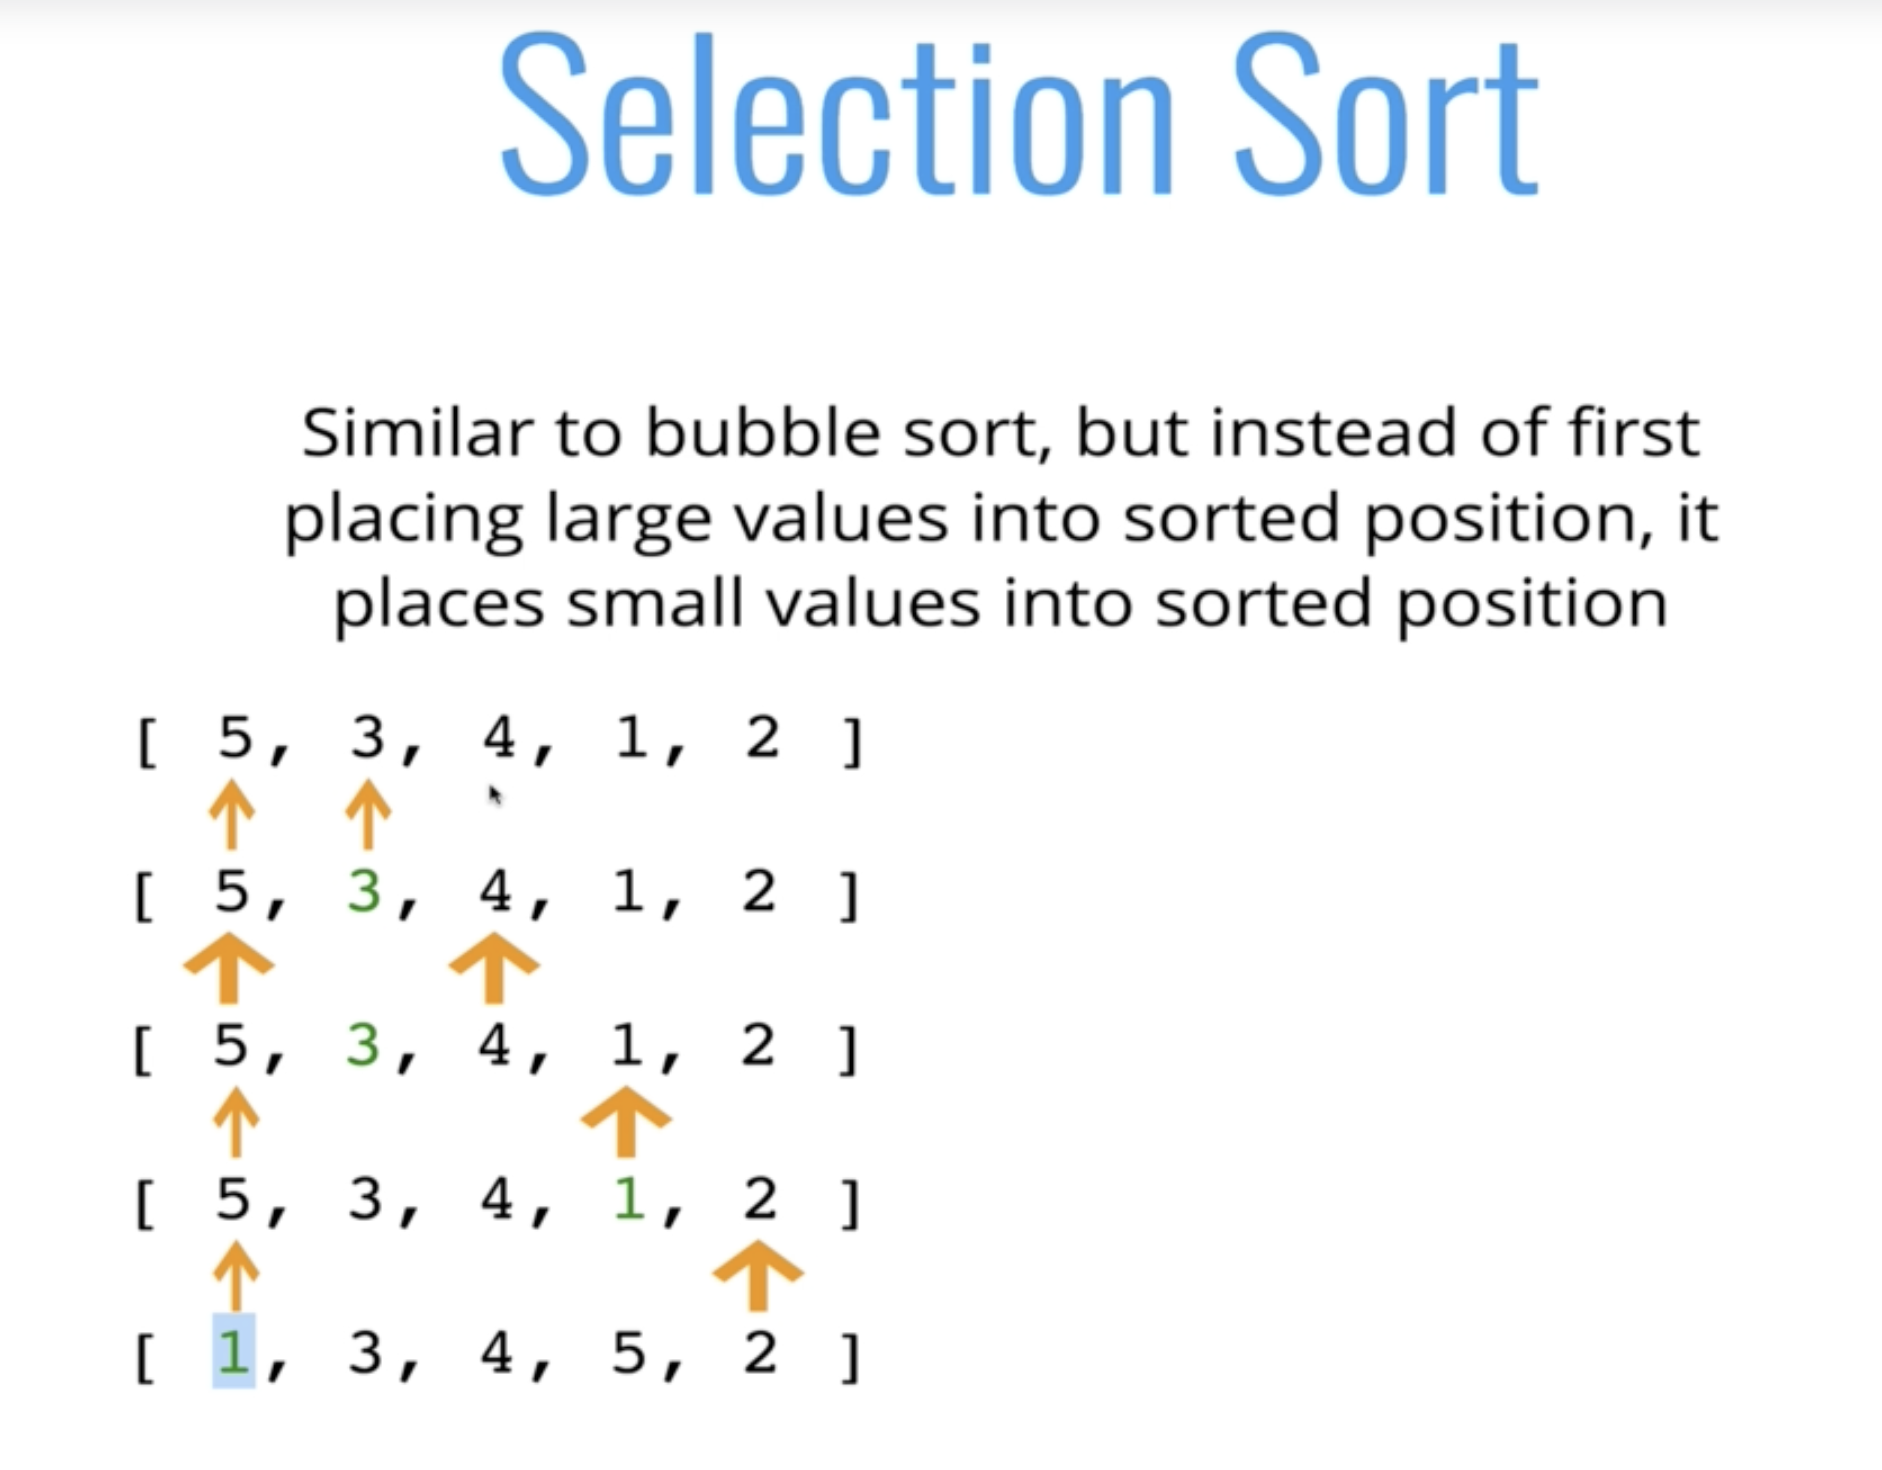 Selection Sort
Similar to bubble sort, but instead of first
placing large values into sorted position, it
places small values into sorted position
[ 5, 3, 4, 1, 2 ]
[ 5, 3, 4, 1, 2 ]
[ 5, 3, 4, 1, 2 ]
[ 5, 3, 4, 1, 2 ]
[ 1, 3, 4, 5, 2 ]